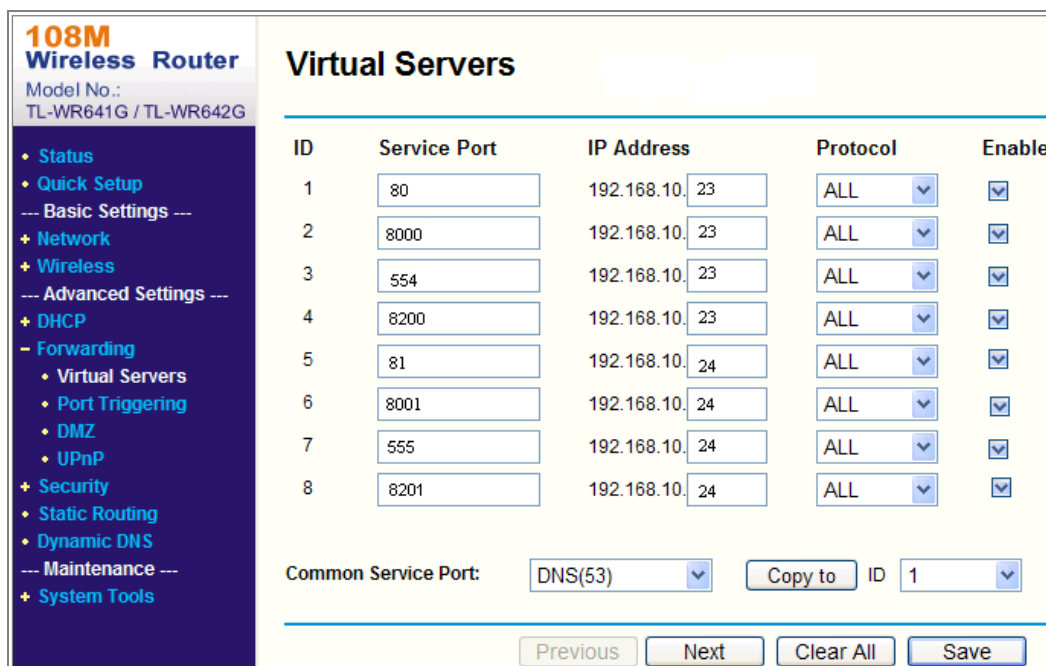 108M
Wireless Router
Model No.:
TL-WR641G / TL-WR642G
Status
Quick Setup
--- Basic Settings ---
Network
Wireless
--- Advanced Settings ---
DHCP
Forwarding
Virtual Servers
Port Triggering
DMZ
UPnP
Security
Static Routing
Dynamic DNS
--- Maintenance ---
System Tools
Virtual Servers
ID Service Port IP Address Protocol Enable
1 80 192.168.10. 23 ALL
2 8000 192.168.10. 23 ALL
3 554 192.168.10. 23 ALL
4 8200 192.168.10. 23 ALL
5 81 192.168.10. 24 ALL
6 8001 192.168.10. 24 ALL
7 555 192.168.10. 24 ALL
8 8201 192.168.10. 24 ALL
Common Service Port: DNS(53) Copy to ID 1
Previous Next Clear All Save